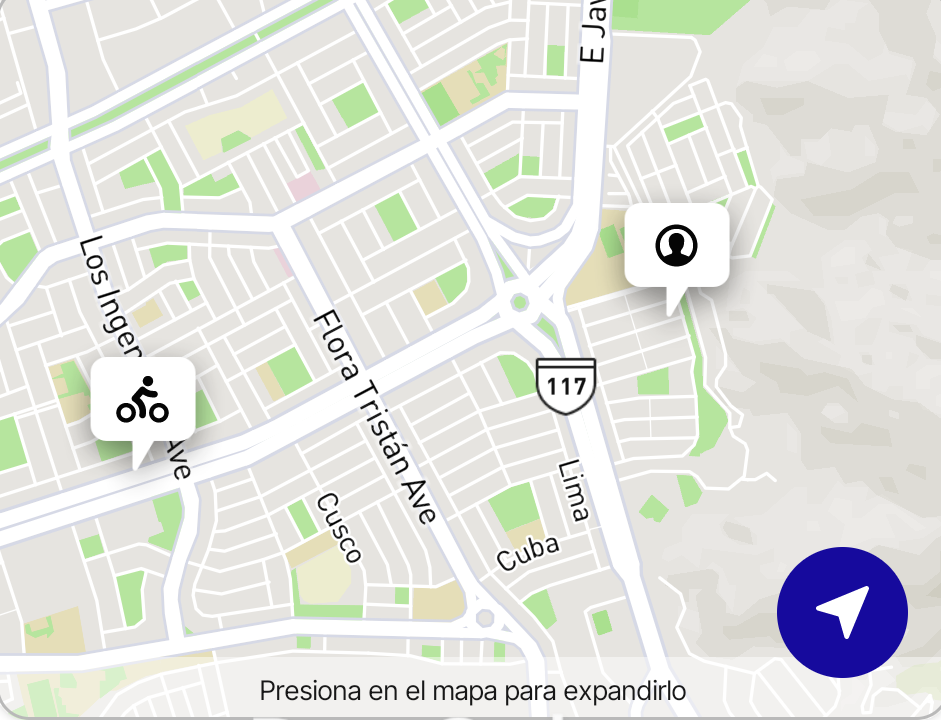 E Jav
Los Ingen
Ave
Flora Tristán Ave
117
Lima
Cusco
Cuba
Presiona en el mapa para expandirlo